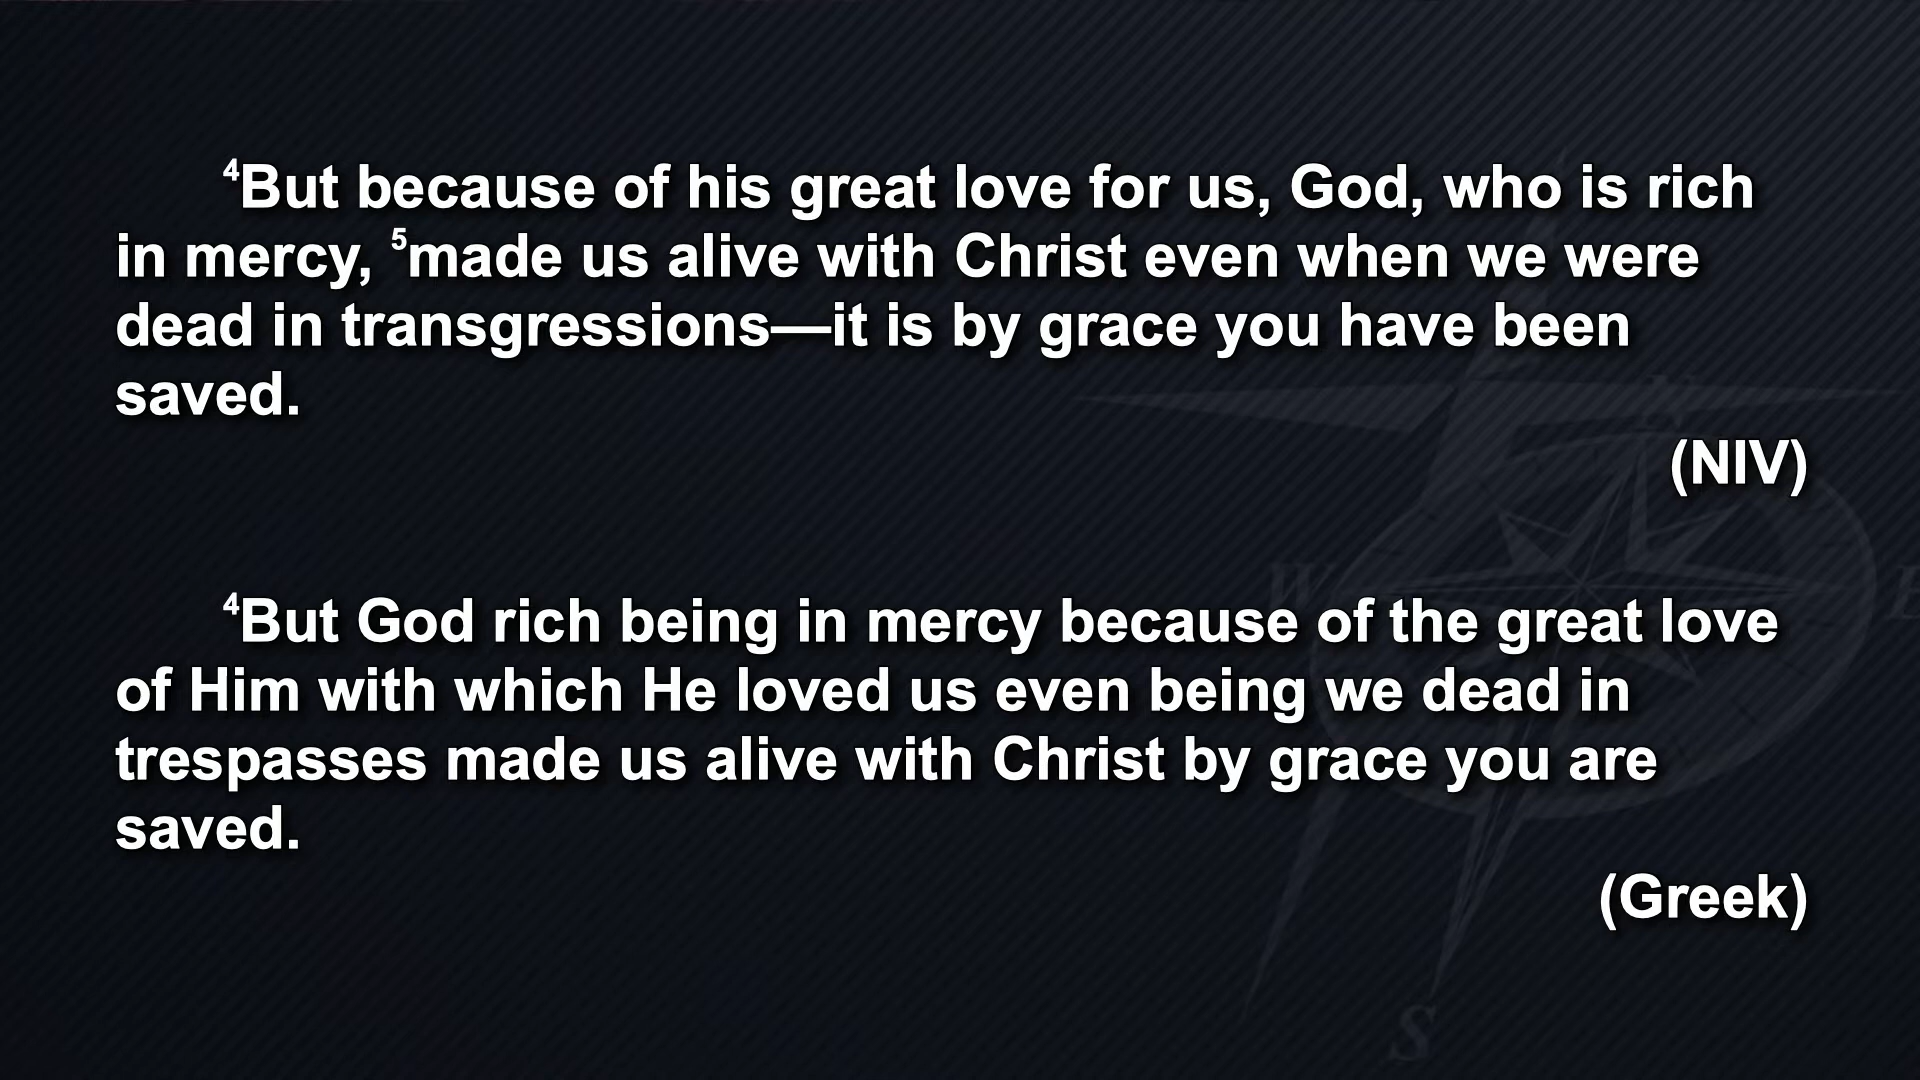 ⁴But because of his great love for us, God, who is rich
in mercy, ⁵made us alive with Christ even when we were
dead in transgressions—it is by grace you have been
saved.
(NIV)
⁴But God rich being in mercy because of the great love
of Him with which He loved us even being we dead in
trespasses made us alive with Christ by grace you are
saved.
(Greek)
N
W
E
S